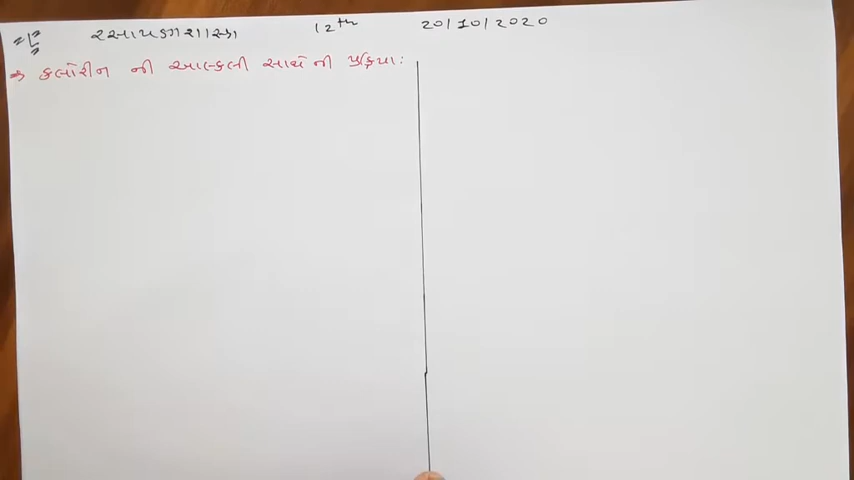 રસાયણશાસ્ત્ર 12th 20/10/2020
⇒ ક્લોરીન ની આલ્કલી સાથે ની પ્રક્રિયા: